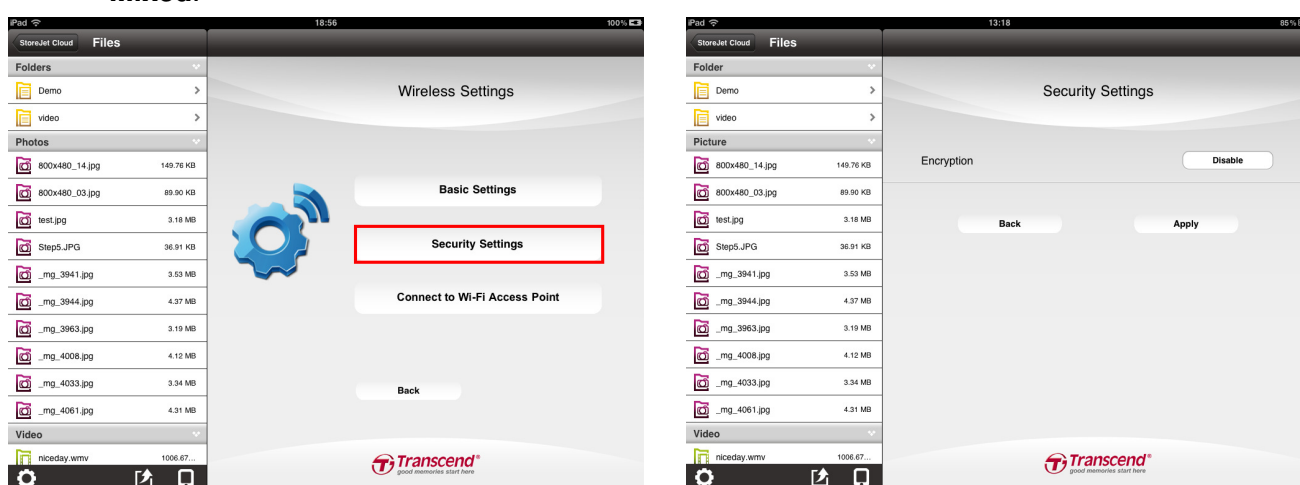 iPad 18:56 100%
StoreJet Cloud Files
Folders
Demo
video
Photos
800x480_14.jpg 149.76 KB
800x480_03.jpg 89.90 KB
test.jpg 3.18 MB
Step5.JPG 36.91 KB
_mg_3941.jpg 3.53 MB
_mg_3944.jpg 4.37 MB
_mg_3963.jpg 3.19 MB
_mg_4008.jpg 4.12 MB
_mg_4033.jpg 3.34 MB
_mg_4061.jpg 4.31 MB
Video
niceday.wmv 1006.67...
Wireless Settings
Basic Settings
Security Settings
Connect to Wi-Fi Access Point
Back
Transcend®
good memories start here
iPad 13:18 85%
StoreJet Cloud Files
Folder
Demo
video
Picture
800x480_14.jpg 149.76 KB
800x480_03.jpg 89.90 KB
test.jpg 3.18 MB
Step5.JPG 36.91 KB
_mg_3941.jpg 3.53 MB
_mg_3944.jpg 4.37 MB
_mg_3963.jpg 3.19 MB
_mg_4008.jpg 4.12 MB
_mg_4033.jpg 3.34 MB
_mg_4061.jpg 4.31 MB
Video
niceday.wmv 1006.67...
Security Settings
Encryption Disable
Back Apply
Transcend®
good memories start here